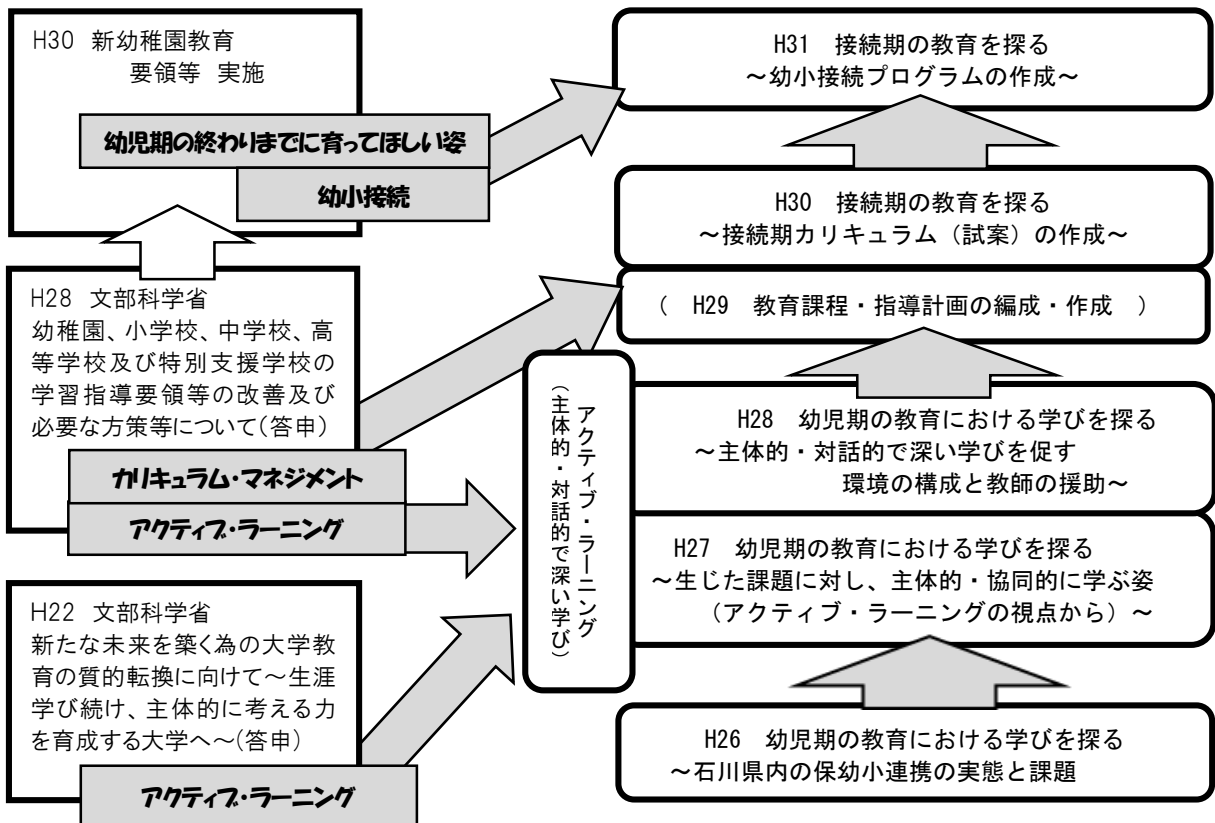 H30 新幼稚園教育
要領等 実施
幼児期の終わりまでに育ってほしい姿
幼小接続
H28 文部科学省
幼稚園、小学校、中学校、高
等学校及び特別支援学校の
学習指導要領等の改善及び
必要な方策等について(答申)
カリキュラム・マネジメント
アクティブ・ラーニング
H22 文部科学省
新たな未来を築く為の大学教
育の質的転換に向けて～生涯
学び続け、主体的に考える力
を育成する大学へ～(答申)
アクティブ・ラーニング
アクティブ・ラーニング
（主体的・対話的で深い学び）
H31 接続期の教育を探る
～幼小接続プログラムの作成～
H30 接続期の教育を探る
～接続期カリキュラム（試案）の作成～
（ H29 教育課程・指導計画の編成・作成 ）
H28 幼児期の教育における学びを探る
～主体的・対話的で深い学びを促す
環境の構成と教師の援助～
H27 幼児期の教育における学びを探る
～生じた課題に対し、主体的・協同的に学ぶ姿
（アクティブ・ラーニングの視点から）～
H26 幼児期の教育における学びを探る
～石川県内の保幼小連携の実態と課題